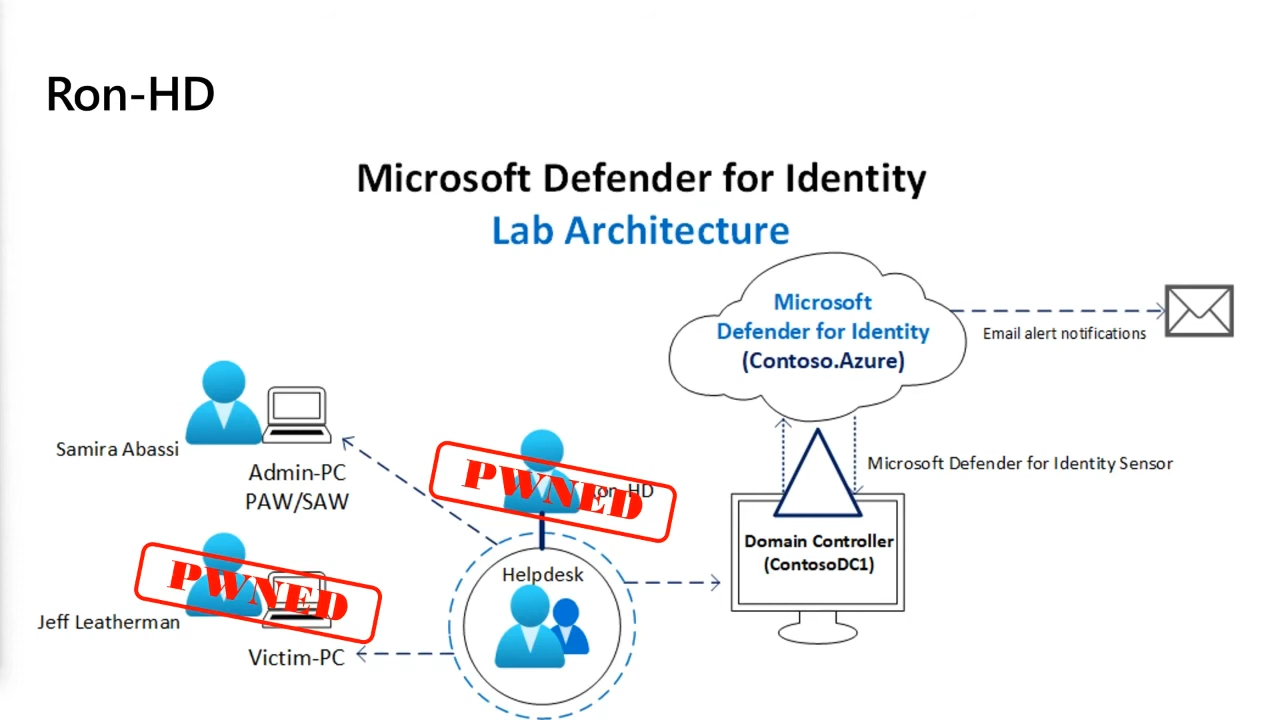 Ron-HD
Microsoft Defender for Identity
Lab Architecture
Microsoft
Defender for Identity
(Contoso.Azure)
Email alert notifications
Samira Abassi
Admin-PC
PAW/SAW
PWNED
Ron-HD
Microsoft Defender for Identity Sensor
Domain Controller
(ContosoDC1)
Helpdesk
PWNED
Jeff Leatherman
Victim-PC